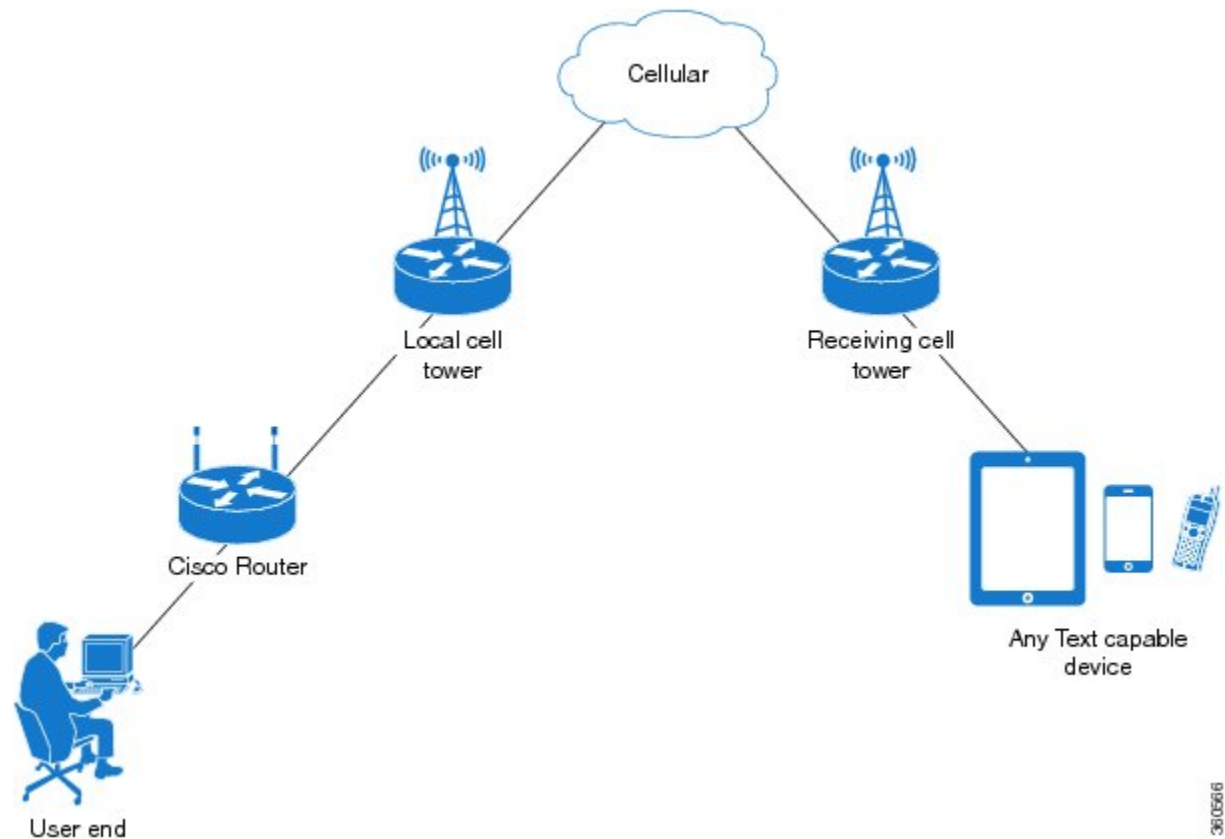 Cellular
Local cell
tower
Receiving cell
tower
Cisco Router
Any Text capable
device
User end
360566